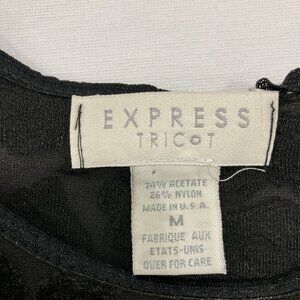 EXPRESS
TRICOT
74% ACETATE
26% NYLON
MADE IN U.S.A.
M
FABRIQUE AUX
ETATS-UNIS
OVER FOR CARE